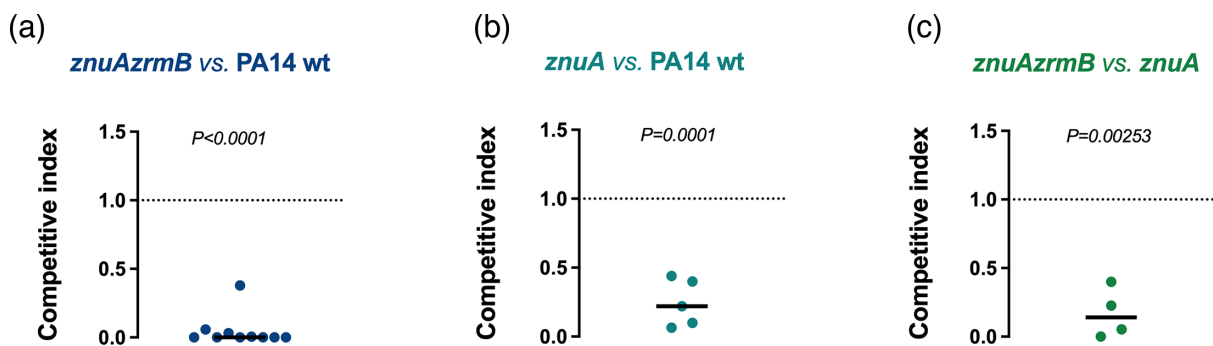 (a)
znuAzrmB vs. PA14 wt
Competitive index
P<0.0001
1.5
1.0
0.5
0.0
(b)
znuA vs. PA14 wt
Competitive index
P=0.0001
1.5
1.0
0.5
0.0
(c)
znuAzrmB vs. znuA
Competitive index
P=0.00253
1.5
1.0
0.5
0.0